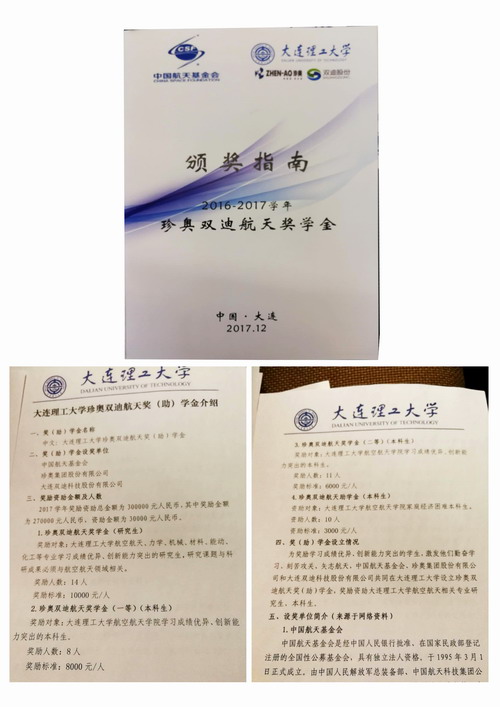 CSF
中国航天基金会
CHINA SPACE FOUNDATION
大连理工大学
DALIAN UNIVERSITY OF TECHNOLOGY
ZHEN-AO珍奥
双迪股份
颁奖指南
2016-2017学年
珍奥双迪航天奖学金
中国·大连
2017.12
大连理工大学
DALIAN UNIVERSITY OF TECHNOLOGY
大连理工大学珍奥双迪航天奖（助）学金介绍
一、奖（助）学金名称
中文：大连理工大学珍奥双迪航天奖（助）学金
二、奖（助）学金设奖单位
中国航天基金会
珍奥集团股份有限公司
大连双迪科技股份有限公司
三、奖励资助金额及人数
2017学年奖励资助总金额为300000元人民币,其中奖励金额
为270000元人民币，资助金额为30000元人民币。
1.珍奥双迪航天奖学金（研究生）
奖励对象：大连理工大学航空航天、力学、机械、材料、能动、
化工等专业学习成绩优异、创新能力突出的研究生，研究课题与科
研成果必须与航空航天领域相关。
奖励人数：14人
奖励标准：10000元/人
2.珍奥双迪航天奖学金（一等）（本科生）
奖励对象：大连理工大学航空航天学院学习成绩优异、创新能
力突出的本科生。
奖励人数：8人
奖励标准：8000元/人
大连理工大学
DALIAN UNIVERSITY OF TECHNOLOGY
3.珍奥双迪航天奖学金（二等）（本科生）
奖励对象：大连理工大学航空航天学院学习成绩优异、创新能
力突出的本科生。
奖励人数：11人
奖励标准：6000元/人
4.珍奥双迪航天助学金（本科生）
资助对象：大连理工大学航空航天学院家庭经济困难本科生。
资助人数：10人
资助标准：3000元/人
四、奖（助）学金设立情况
为奖励学习成绩优异、创新能力突出的学生，激发他们勤奋学
习、刻苦攻关、矢志航天，中国航天基金会、珍奥集团股份有限公
司和大连双迪科技股份有限公司共同在大连理工大学设立珍奥双
迪航天奖（助）学金，奖励资助大连理工大学航空航天相关专业研
究生、本科生。
五、设奖单位简介（来源于网络资料）
1.中国航天基金会
中国航天基金会是经中国人民银行批准，在国家民政部登记
注册的全国性公募基金会，具有独立法人资格，于1995年3月1
日正式成立。由中国人民解放军总装备部、中国航天科技集团公